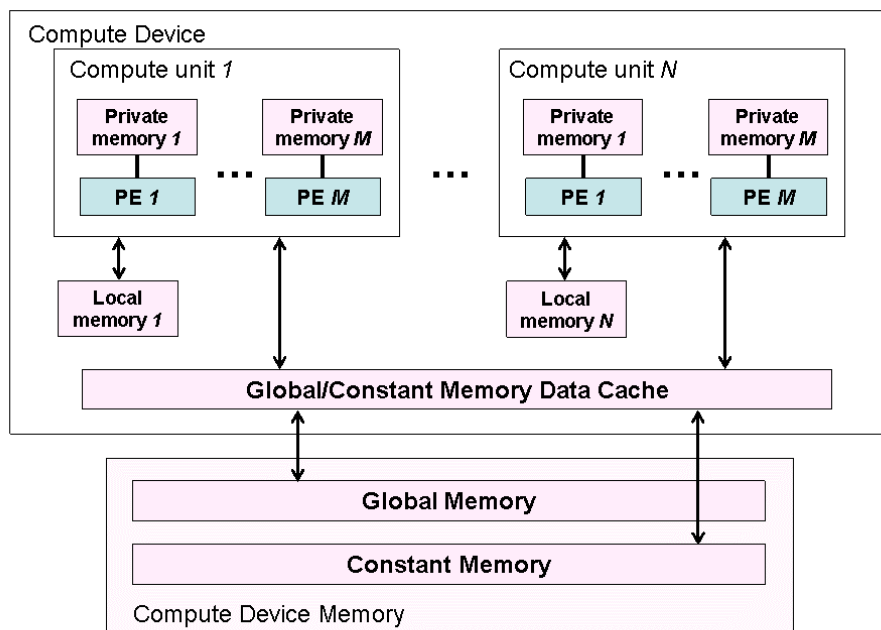 Compute Device
Compute unit 1
Private
memory 1
Private
memory M
PE 1
...
PE M
Local
memory 1
...
Compute unit N
Private
memory 1
Private
memory M
PE 1
...
PE M
Local
memory N
Global/Constant Memory Data Cache
Global Memory
Constant Memory
Compute Device Memory